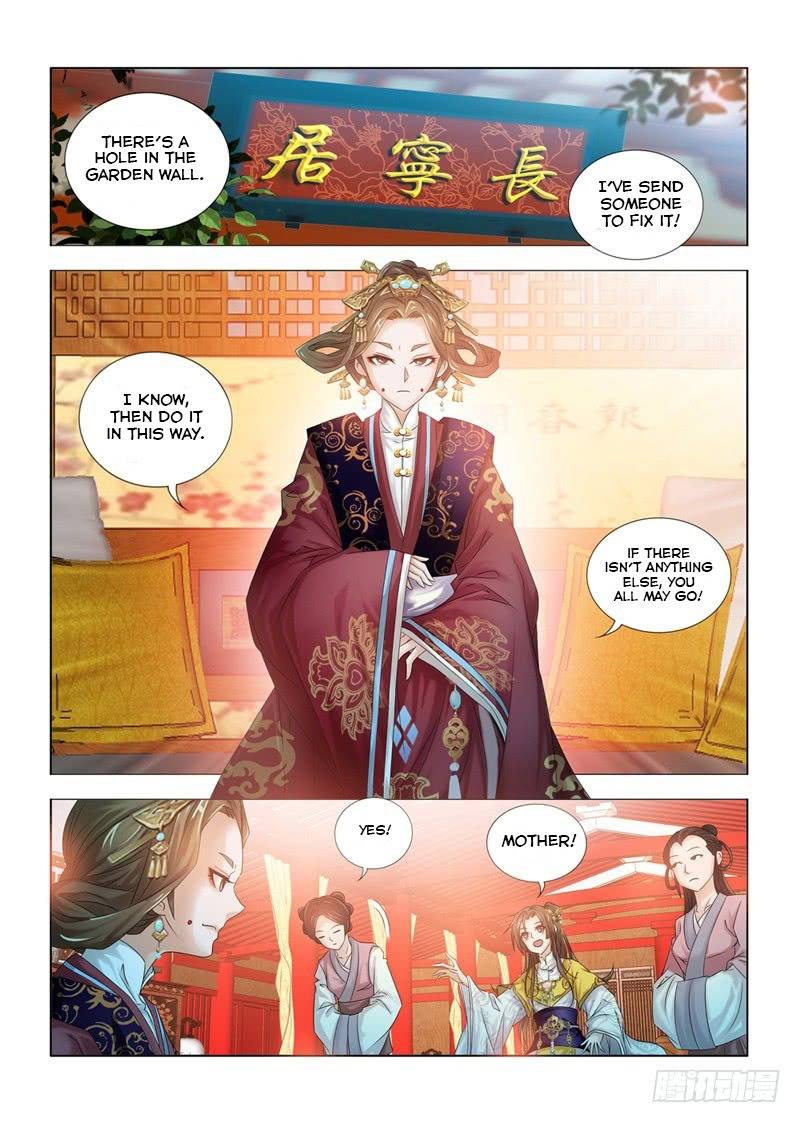 THERE'S A
HOLE IN THE
GARDEN WALL.
居寧長
I'VE SEND
SOMEONE
TO FIX IT!
I KNOW,
THEN DO IT
IN THIS WAY.
IF THERE
ISN'T ANYTHING
ELSE, YOU
ALL MAY GO!
YES!
MOTHER!
腾讯动漫